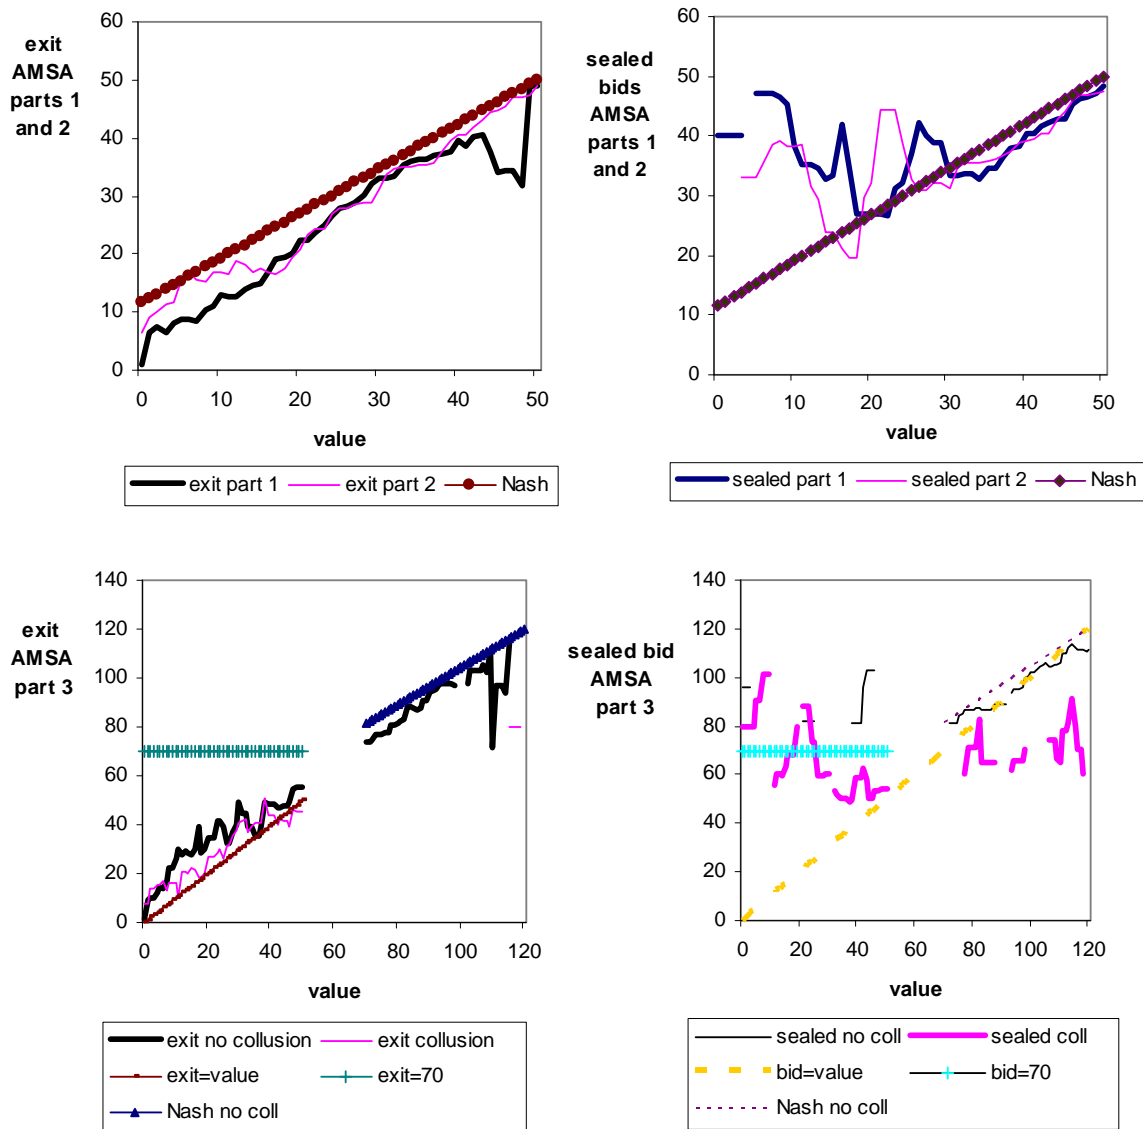 exit
AMSA
parts 1
and 2
60
50
40
30
20
10
0
0 10 20 30 40 50
value
exit part 1 exit part 2 Nash
sealed
bids
AMSA
parts 1
and 2
60
50
40
30
20
10
0
0 10 20 30 40 50
value
sealed part 1 sealed part 2 Nash
exit
AMSA
part 3
140
120
100
80
60
40
20
0
0 20 40 60 80 100 120
value
exit no collusion exit collusion
exit=value exit=70
Nash no coll
sealed bid
AMSA
part 3
140
120
100
80
60
40
20
0
0 20 40 60 80 100 120
value
sealed no coll sealed coll
bid=value bid=70
Nash no coll